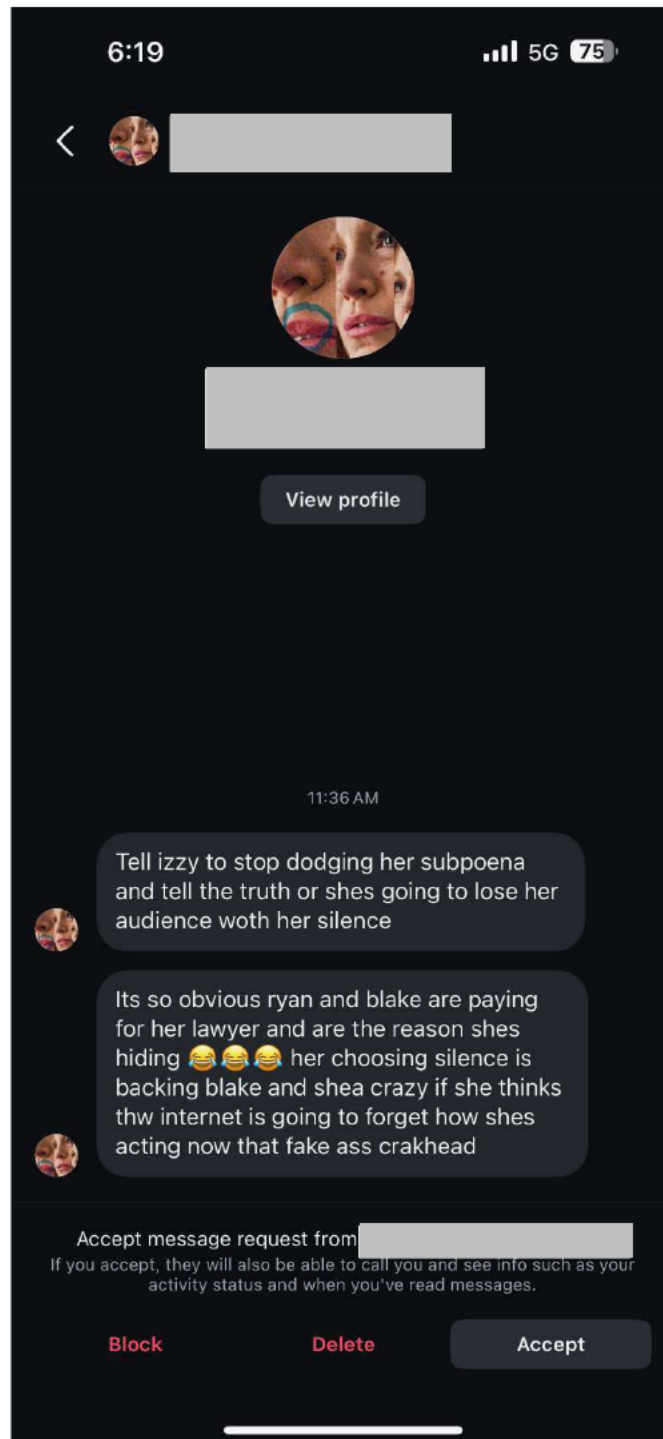 6:19
5G 75
View profile
11:36 AM
Tell izzy to stop dodging her subpoena
and tell the truth or shes going to lose her
audience woth her silence
Its so obvious ryan and blake are paying
for her lawyer and are the reason shes
hiding 😂😂😂 her choosing silence is
backing blake and shea crazy if she thinks
thw internet is going to forget how shes
acting now that fake ass crakhead
Accept message request from
If you accept, they will also be able to call you and see info such as your
activity status and when you've read messages.
Block Delete Accept